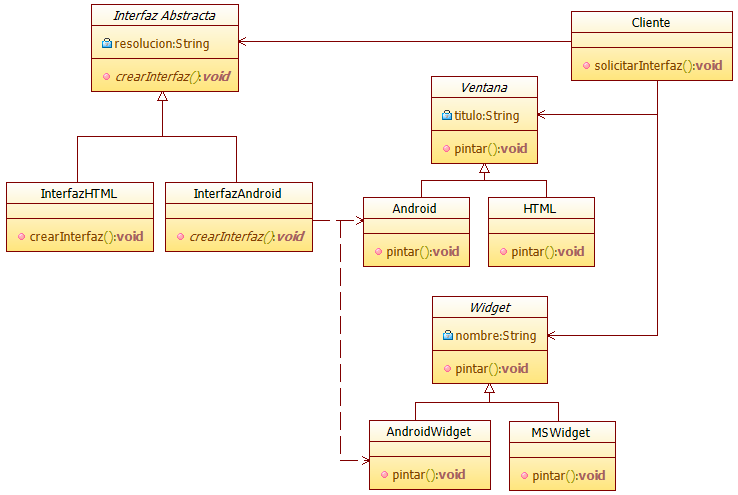 Interfaz Abstracta
resolucion:String
crearInterfaz():void
Cliente
solicitarInterfaz():void
Ventana
titulo:String
pintar():void
InterfazHTML
crearInterfaz():void
InterfazAndroid
crearInterfaz():void
Android
pintar():void
HTML
pintar():void
Widget
nombre:String
pintar():void
AndroidWidget
pintar():void
MSWidget
pintar():void